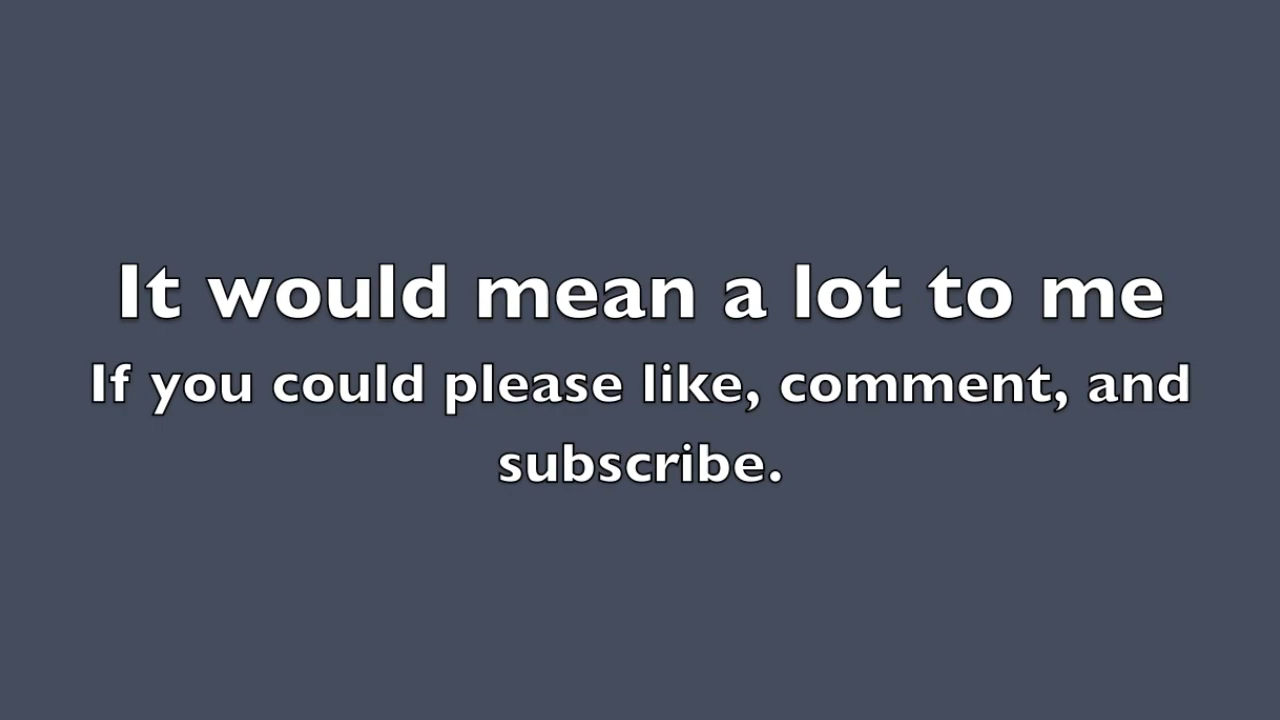 It would mean a lot to me
If you could please like, comment, and
subscribe.